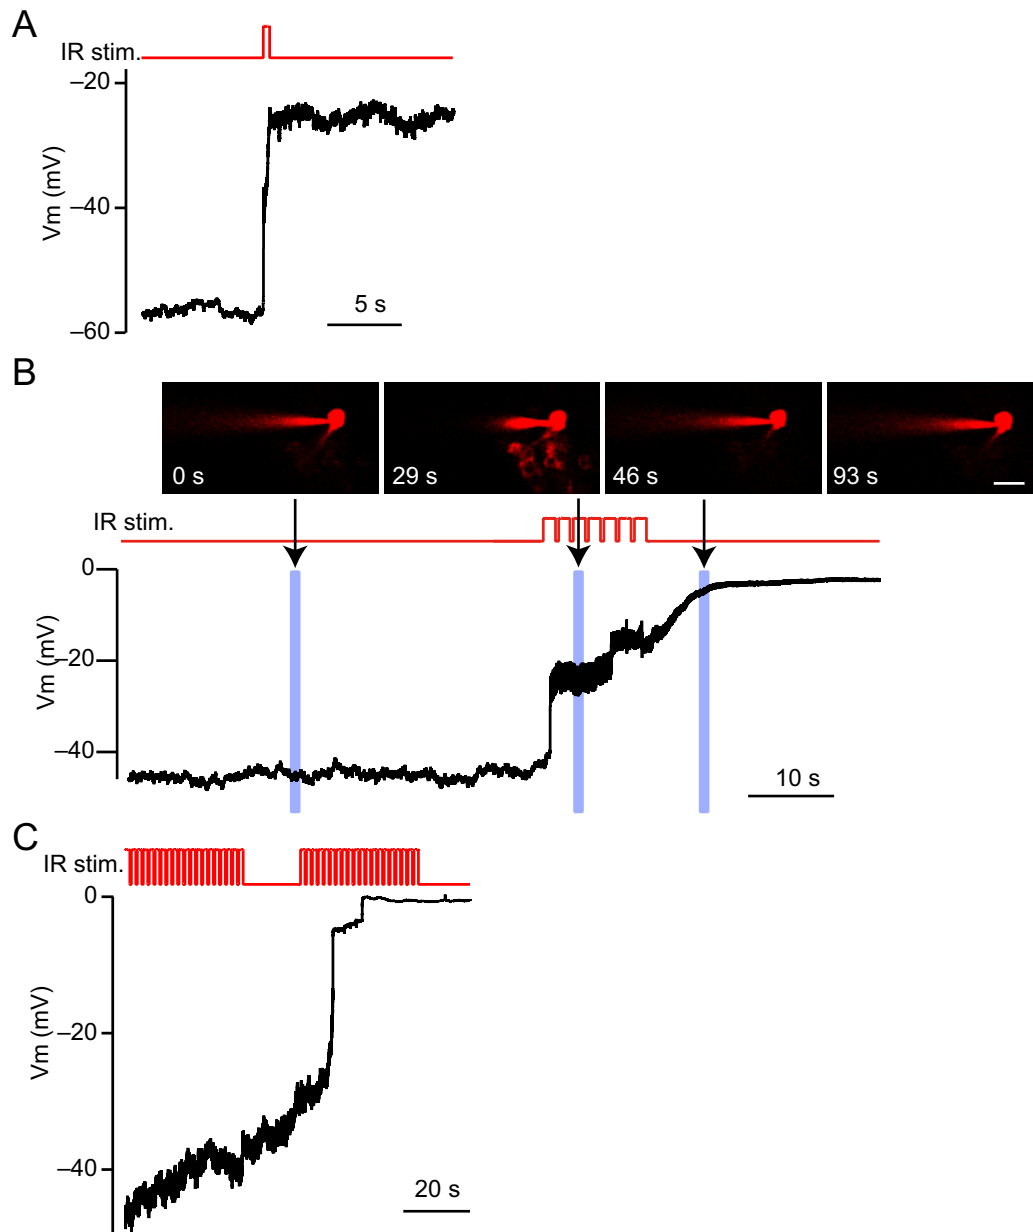 A
IR stim.
–20
–40
–60
Vm (mV)
5 s
B
0 s
29 s
46 s
93 s
IR stim.
0
–20
–40
Vm (mV)
10 s
C
IR stim.
0
–20
–40
Vm (mV)
20 s